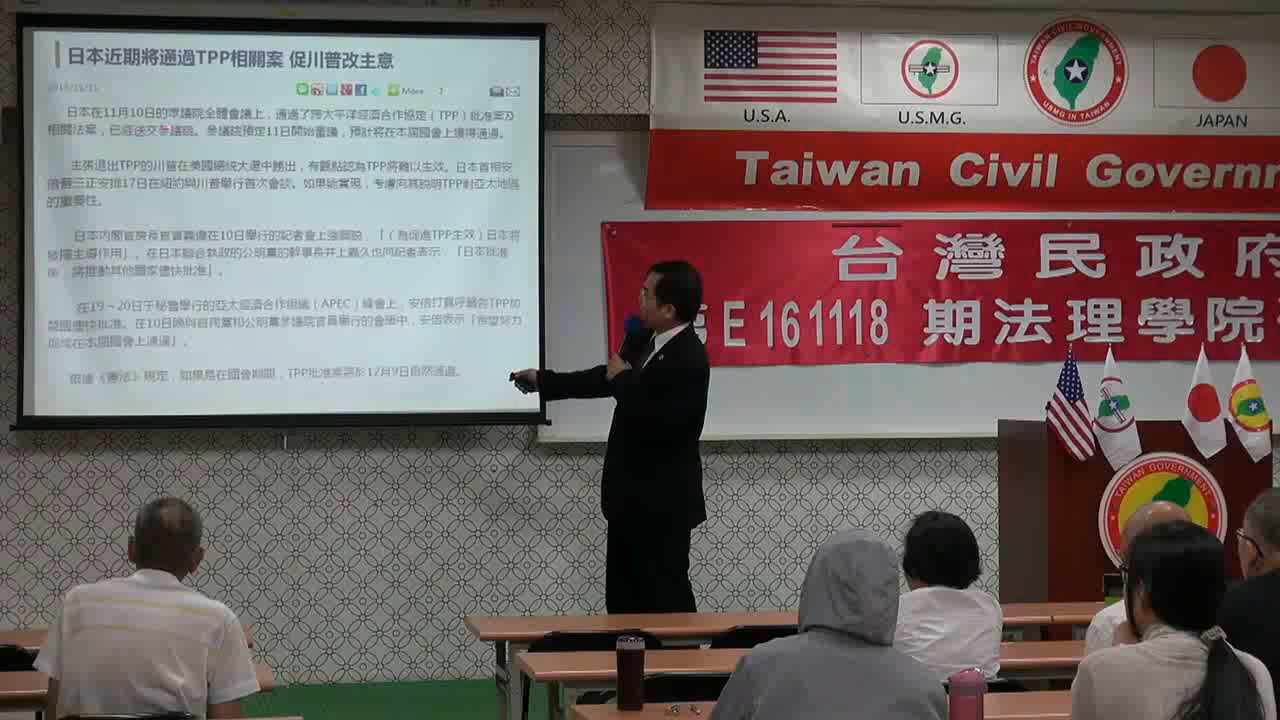 日本近期將通過TPP相關案 促川普改主意
More
日本在11月10日的眾議院全體會議上，通過了跨太平洋經濟合作協定（TPP）批准案及
相關法案，已經送交參議院。參議院預定11日開始審議，預計將在本屆國會上獲得通過。
主張退出TPP的川普在美國總統大選中勝出，有觀點認為TPP將難以生效。日本首相安
倍晉三正安排17日在紐約與川普舉行首次會談。如果能實現，考慮向其說明TPP對亞太地區
的重要性。
日本內閣官房長官菅義偉在10日舉行的記者會上強調說，「（為促進TPP生效）日本將
發揮主導作用」。在日本聯合執政的公明黨的幹事長井上義久也向記者表示，「日本批准
後，將推動其他國家儘快批准」。
在19～20日于秘魯舉行的亞太經濟合作組織（APEC）峰會上，安倍打算呼籲各TPP加
盟國儘快批准。在10日晚與自民黨和公明黨參議院官員舉行的會議中，安倍表示「希望努力
在本屆國會上通過」。
依據《憲法》規定，如果是在國會期間，TPP批准案將於12月9日自然通過。
U.S.A.
U.S.M.G.
TAIWAN CIVIL GOVERNMENT
USMG IN TAIWAN
JAPAN
Taiwan Civil Governm
台灣民政府
E161118 期法理學院
TAIWAN GOVERNMENT